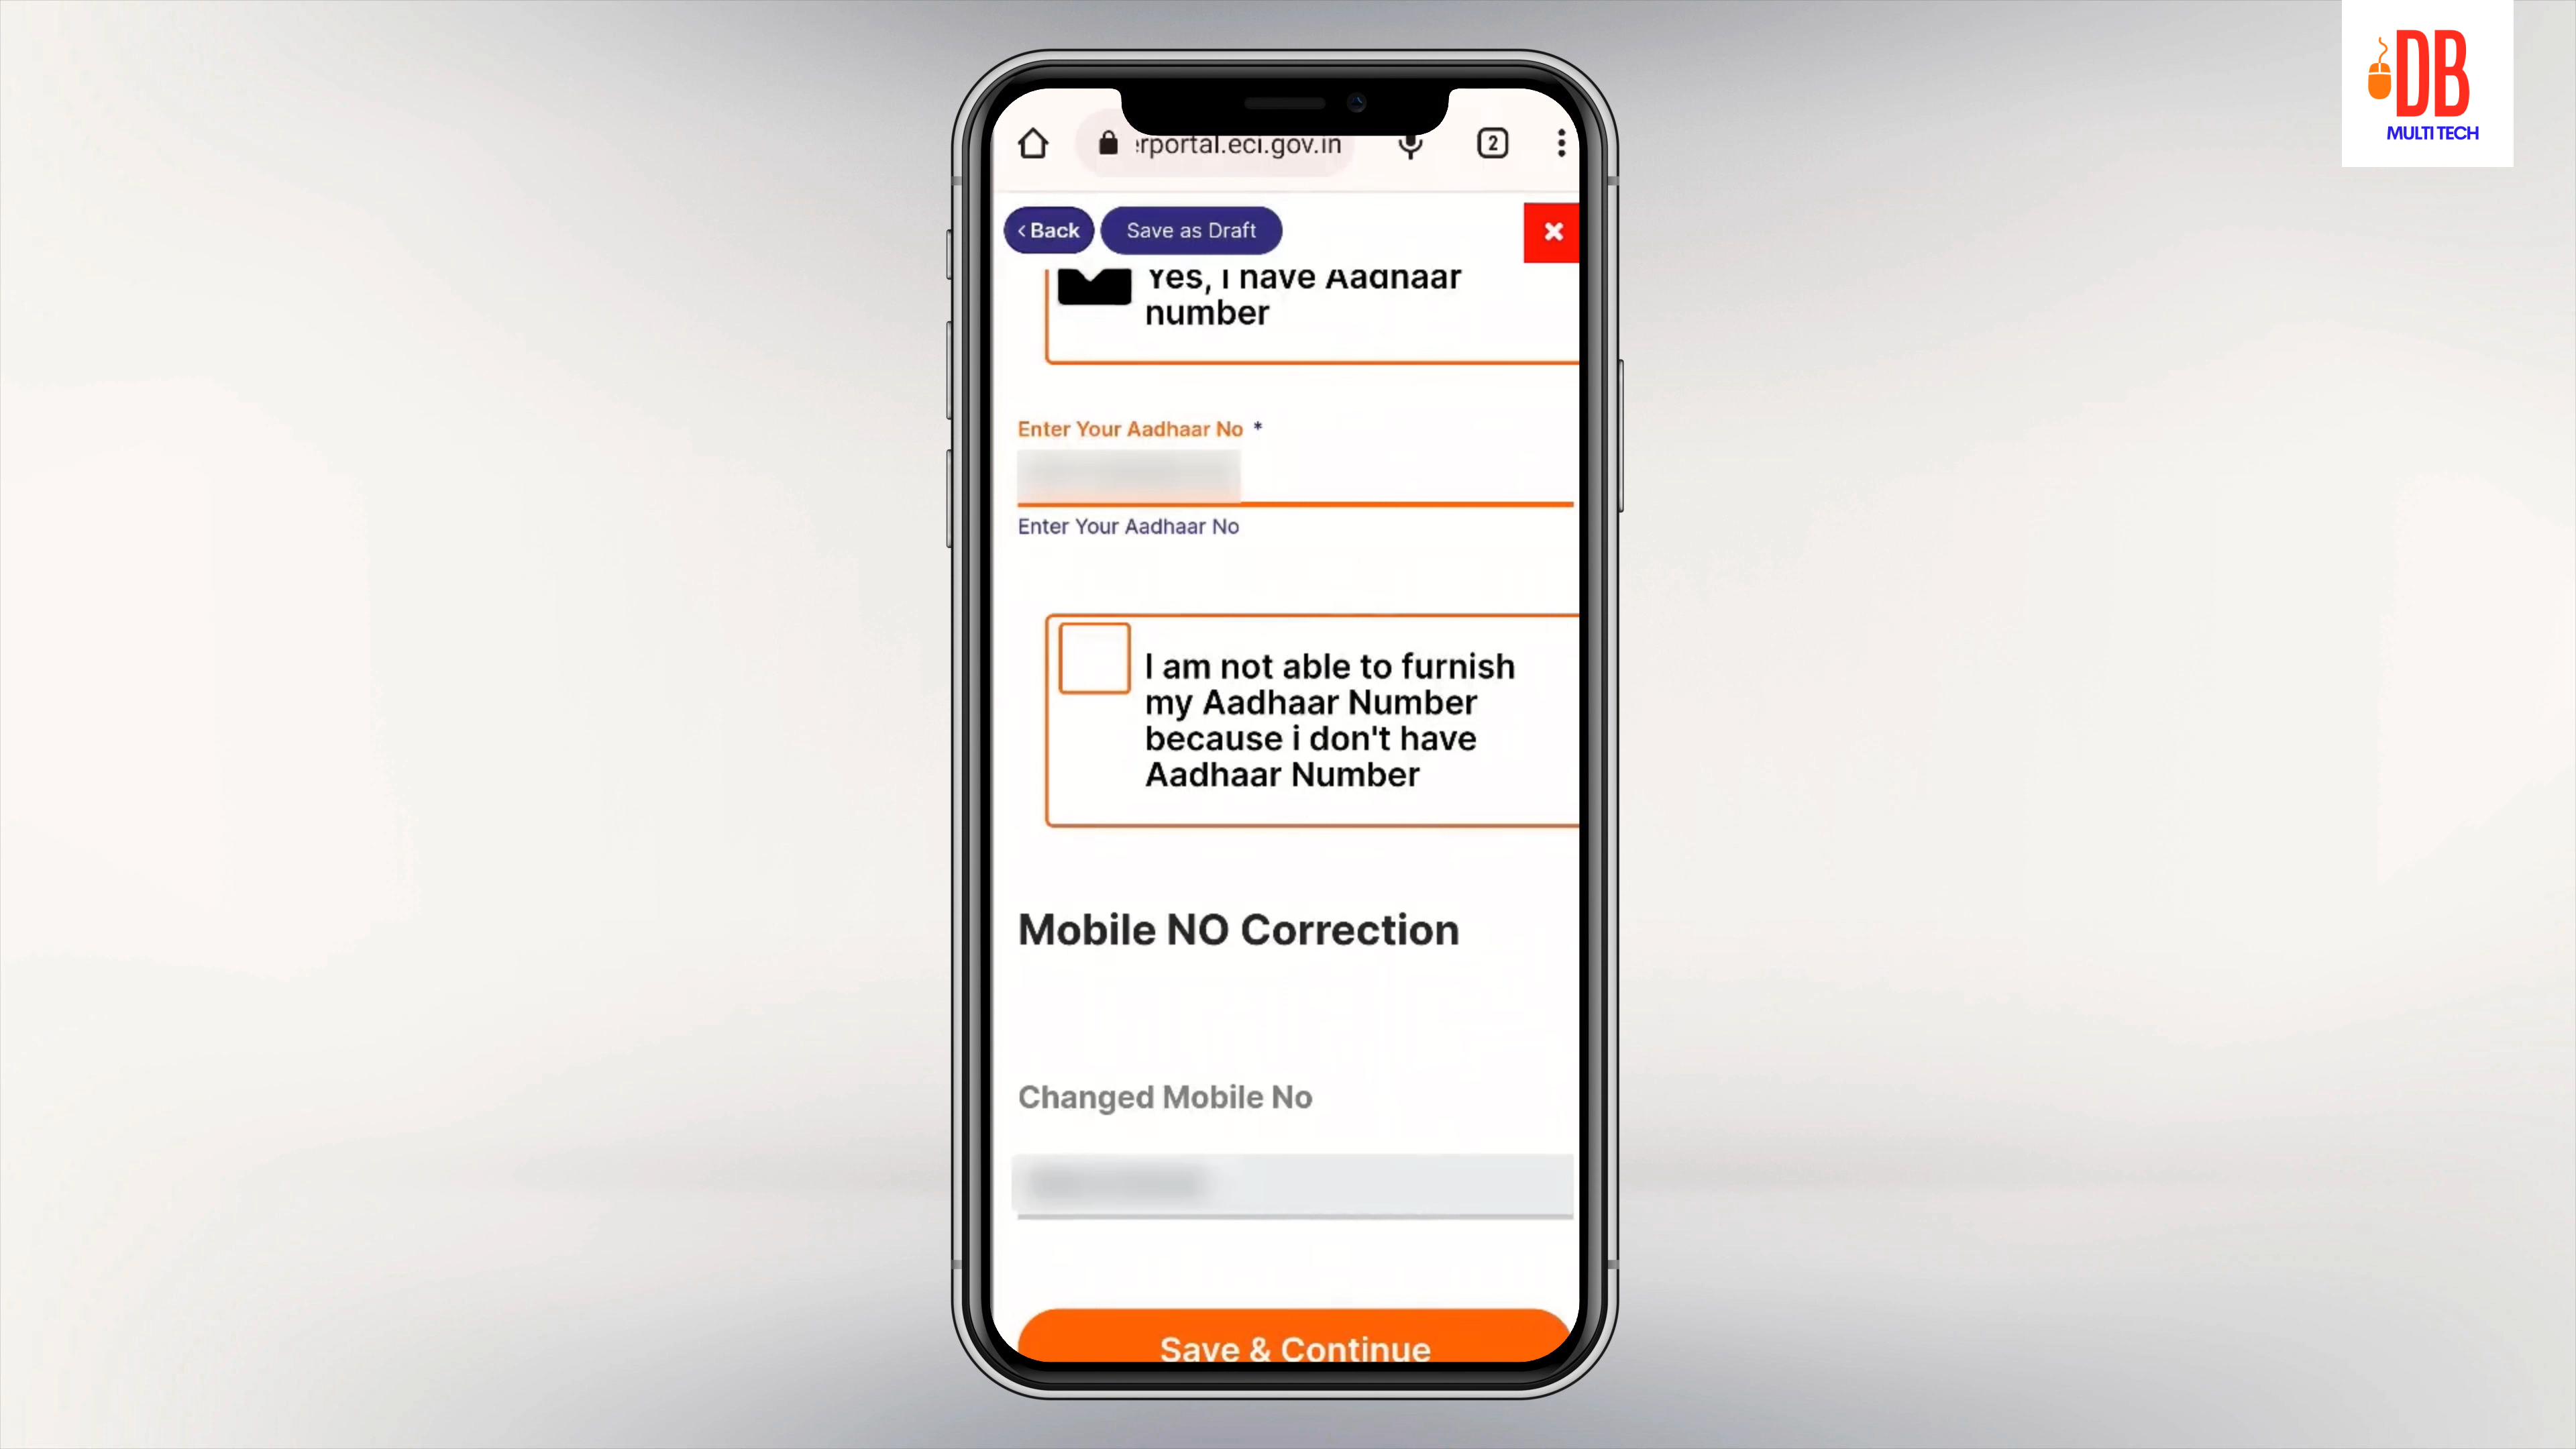 DB
MULTI TECH
erportal.eci.gov.in
2
Back
Save as Draft
Yes, I have Aadhaar
number
Enter Your Aadhaar No *
Enter Your Aadhaar No
I am not able to furnish
my Aadhaar Number
because i don't have
Aadhaar Number
Mobile NO Correction
Changed Mobile No
Save & Continue